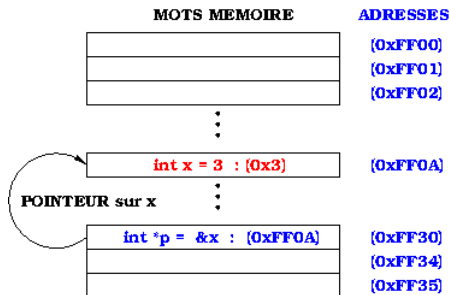 MOTS MEMOIRE ADRESSES
(0xFF00)
(0xFF01)
(0xFF02)
int x = 3 : (0x3) (0xFF0A)
POINTEUR sur x
int *p = &x : (0xFF0A) (0xFF30)
(0xFF34)
(0xFF35)